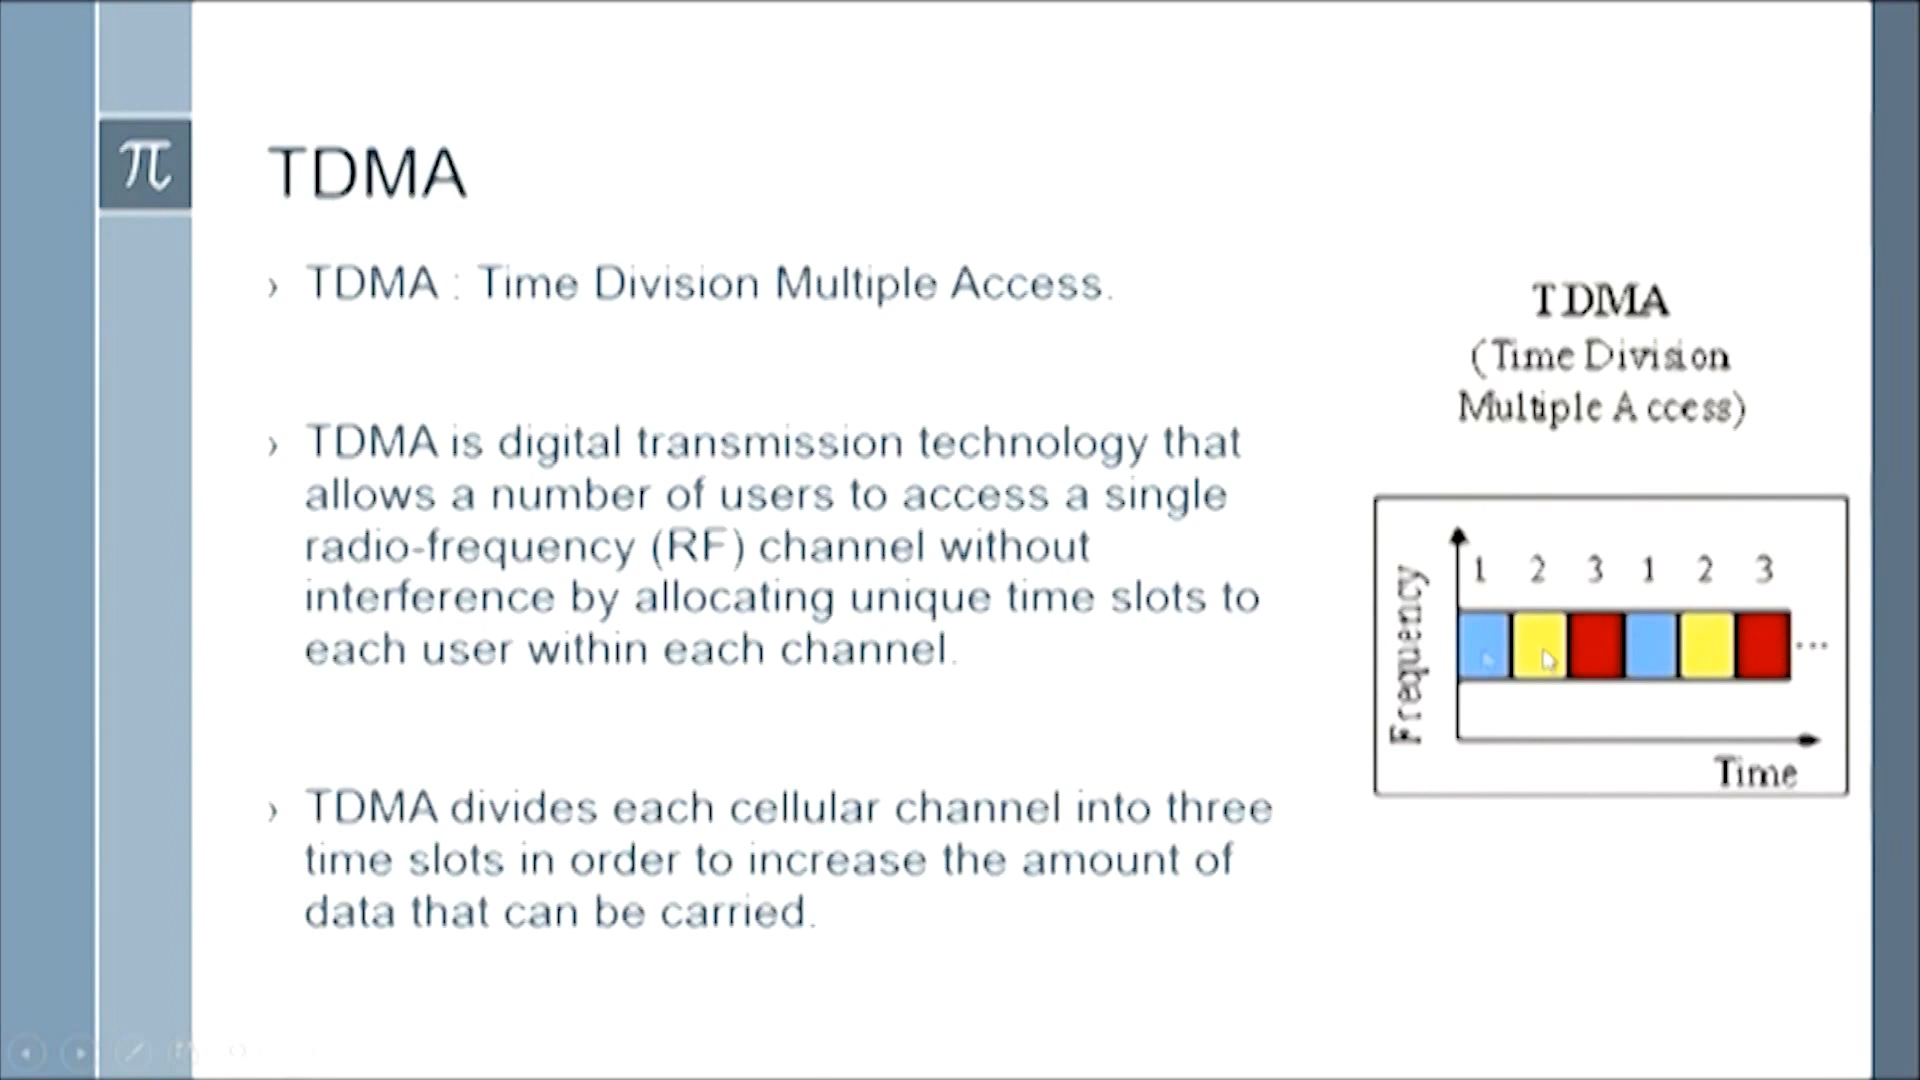 π
TDMA
› TDMA : Time Division Multiple Access.
› TDMA is digital transmission technology that
allows a number of users to access a single
radio-frequency (RF) channel without
interference by allocating unique time slots to
each user within each channel.
› TDMA divides each cellular channel into three
time slots in order to increase the amount of
data that can be carried.
TDMA
(Time Division
Multiple Access)
1 2 3 1 2 3
...
Frequency
Time